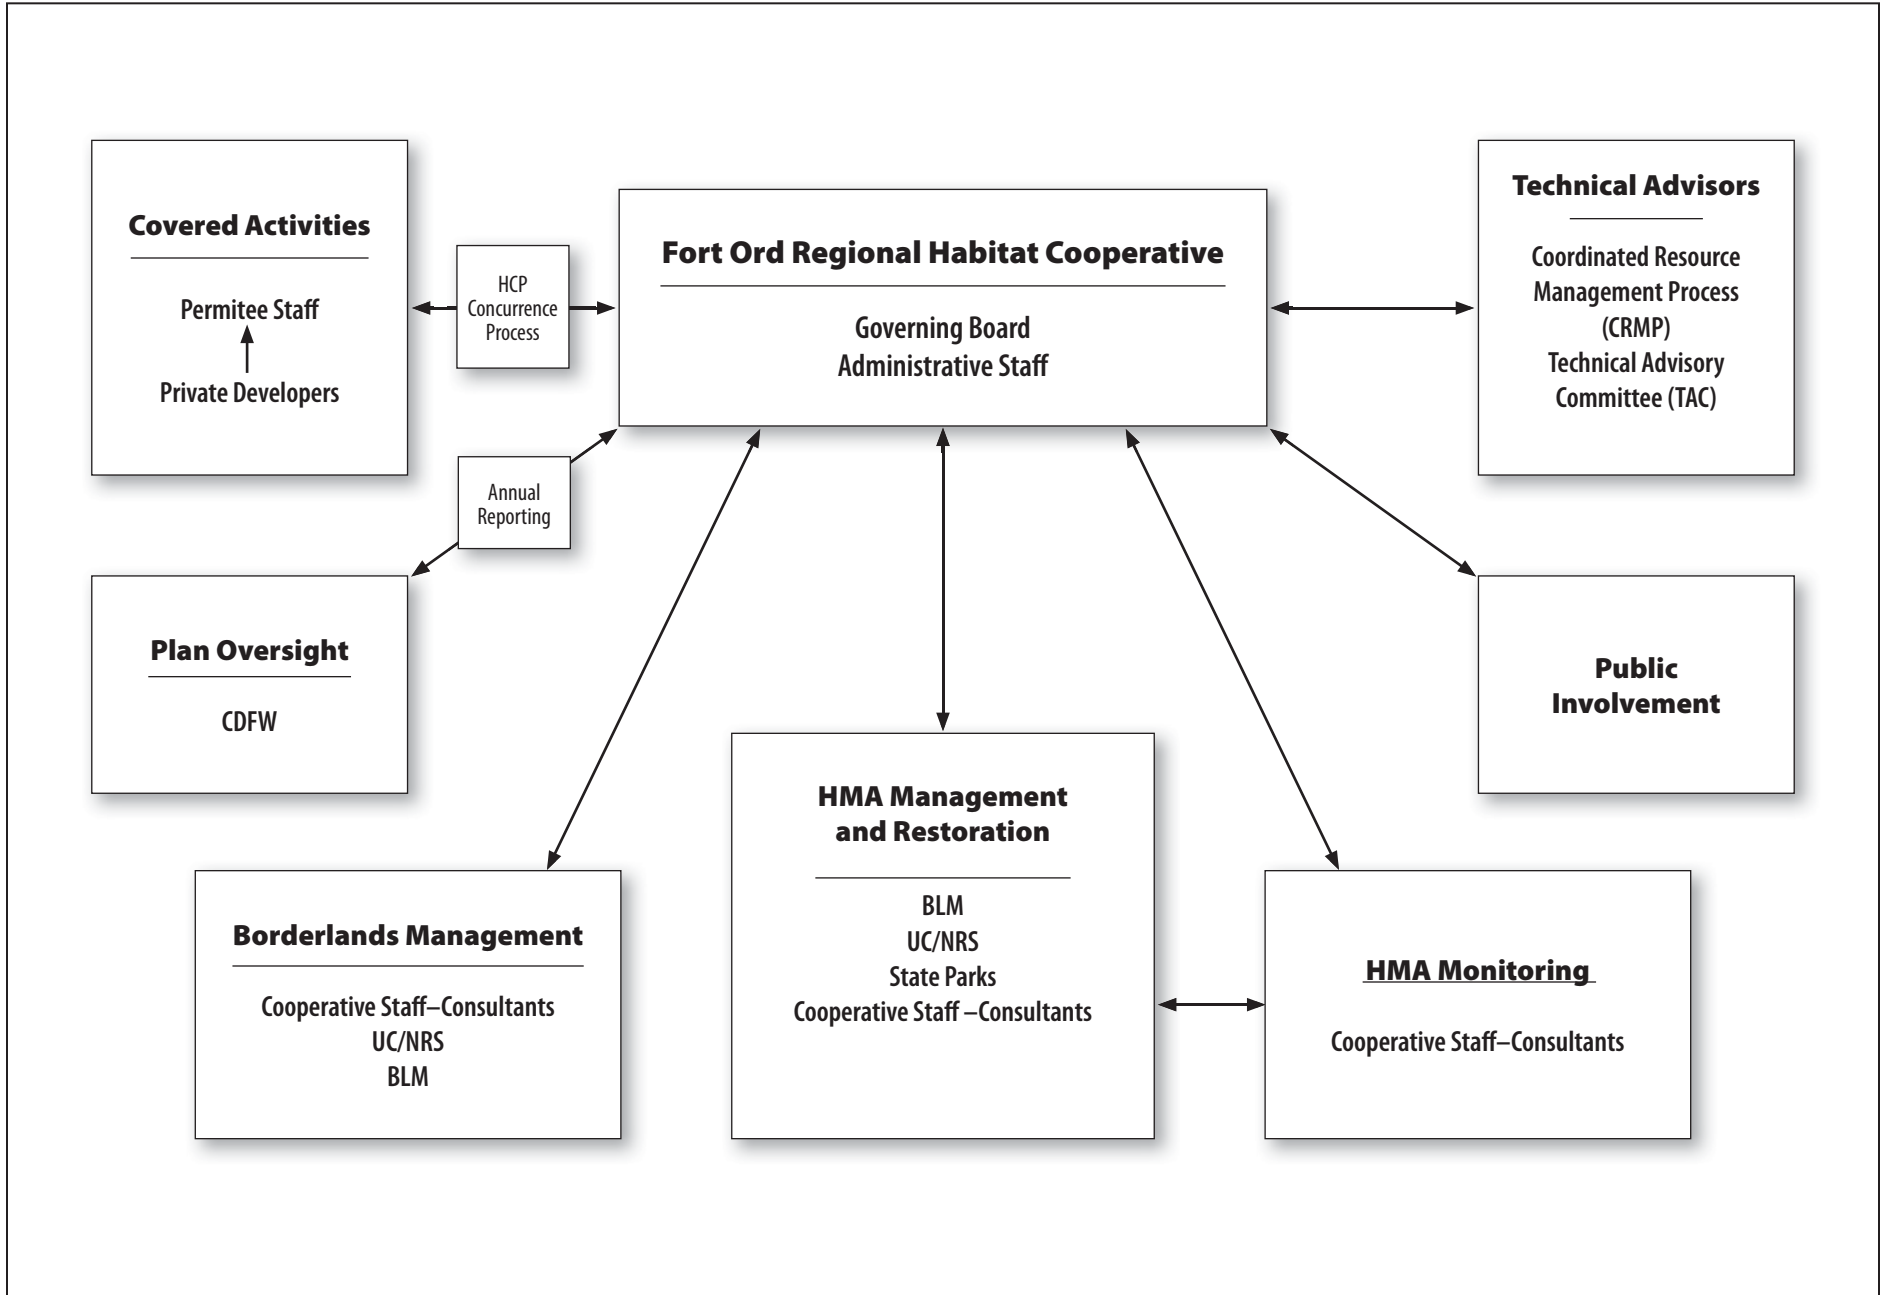 Covered Activities
Permitee Staff
Private Developers
HCP
Concurrence
Process
Fort Ord Regional Habitat Cooperative
Governing Board
Administrative Staff
Technical Advisors
Coordinated Resource
Management Process
(CRMP)
Technical Advisory
Committee (TAC)
Annual
Reporting
Plan Oversight
CDFW
Public
Involvement
Borderlands Management
Cooperative Staff–Consultants
UC/NRS
BLM
HMA Management
and Restoration
BLM
UC/NRS
State Parks
Cooperative Staff –Consultants
HMA Monitoring
Cooperative Staff–Consultants